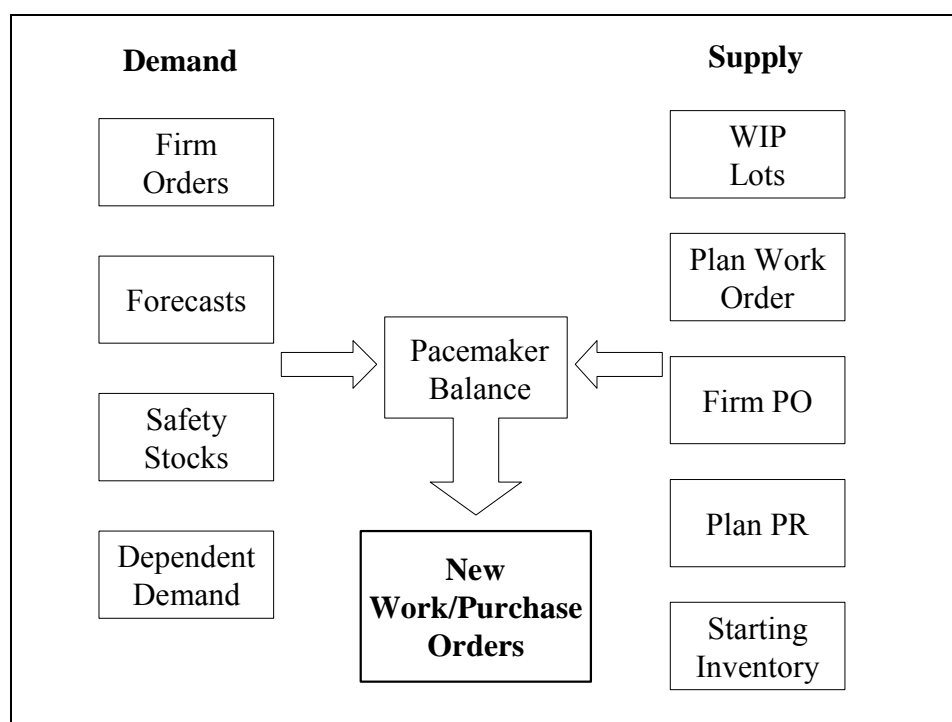 Demand
Firm
Orders
Forecasts
Safety
Stocks
Dependent
Demand
Pacemaker
Balance
New
Work/Purchase
Orders
Supply
WIP
Lots
Plan Work
Order
Firm PO
Plan PR
Starting
Inventory